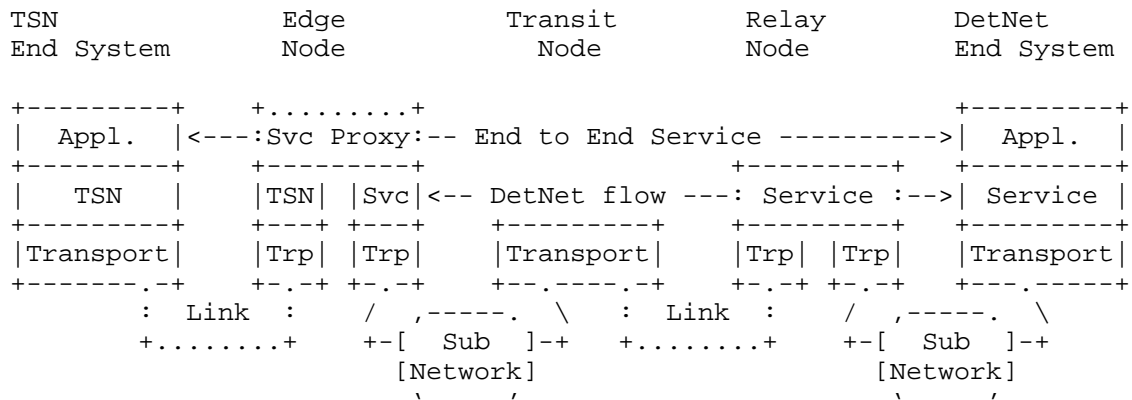 TSN Edge Transit Relay DetNet
End System Node Node Node End System
+---------+ +.........+ +---------+
| Appl. |<---:Svc Proxy:-- End to End Service ---------->| Appl. |
+---------+ +---------+ +---------+ +---------+
| TSN | |TSN| |Svc|<-- DetNet flow ---: Service :-->| Service |
+---------+ +---+ +---+ +---------+ +---------+ +---------+
|Transport| |Trp| |Trp| |Transport| |Trp| |Trp| |Transport|
+-------.-+ +-.-+ +-.-+ +--.----.-+ +-.-+ +-.-+ +---.-----+
: Link : / ,-----. \ : Link : / ,-----. \
+........+ +-[ Sub ]-+ +........+ +-[ Sub ]-+
[Network] [Network]